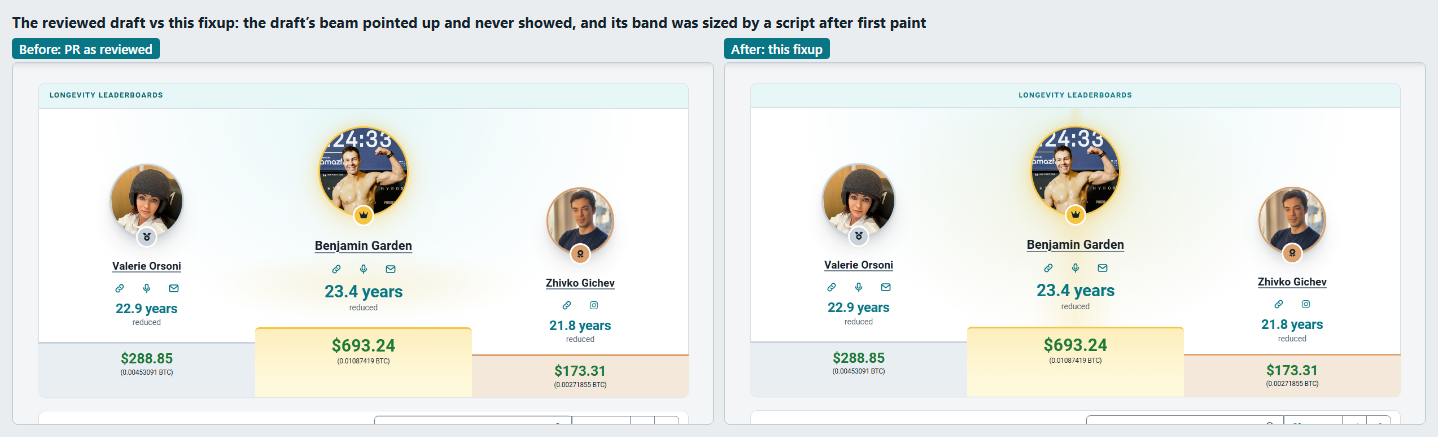 The reviewed draft vs this fixup: the draft's beam pointed up and never showed, and its band was sized by a script after first paint
Before: PR as reviewed
LONGEVITY LEADERBOARDS
24:33
Benjamin Garden
23.4 years
reduced
Valerie Orsoni
22.9 years
reduced
Zhivko Gichev
21.8 years
reduced
$693.24
(0.01087419 BTC)
$288.85
(0.00453091 BTC)
$173.31
(0.00271855 BTC)
After: this fixup
LONGEVITY LEADERBOARDS
24:33
Benjamin Garden
23.4 years
reduced
Valerie Orsoni
22.9 years
reduced
Zhivko Gichev
21.8 years
reduced
$693.24
(0.01087419 BTC)
$288.85
(0.00453091 BTC)
$173.31
(0.00271855 BTC)